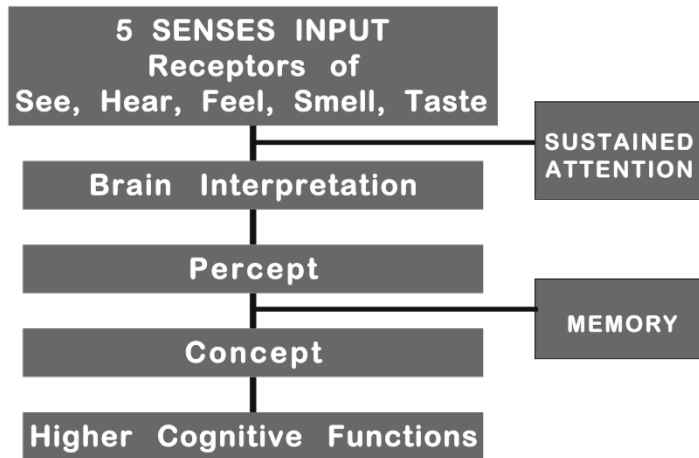 5 SENSES INPUT
Receptors of
See, Hear, Feel, Smell, Taste
SUSTAINED
ATTENTION
Brain Interpretation
Percept
MEMORY
Concept
Higher Cognitive Functions